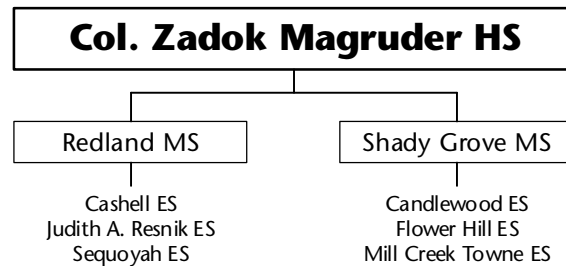 Col. Zadok Magruder HS
Redland MS
Cashell ES
Judith A. Resnik ES
Sequoyah ES
Shady Grove MS
Candlewood ES
Flower Hill ES
Mill Creek Towne ES